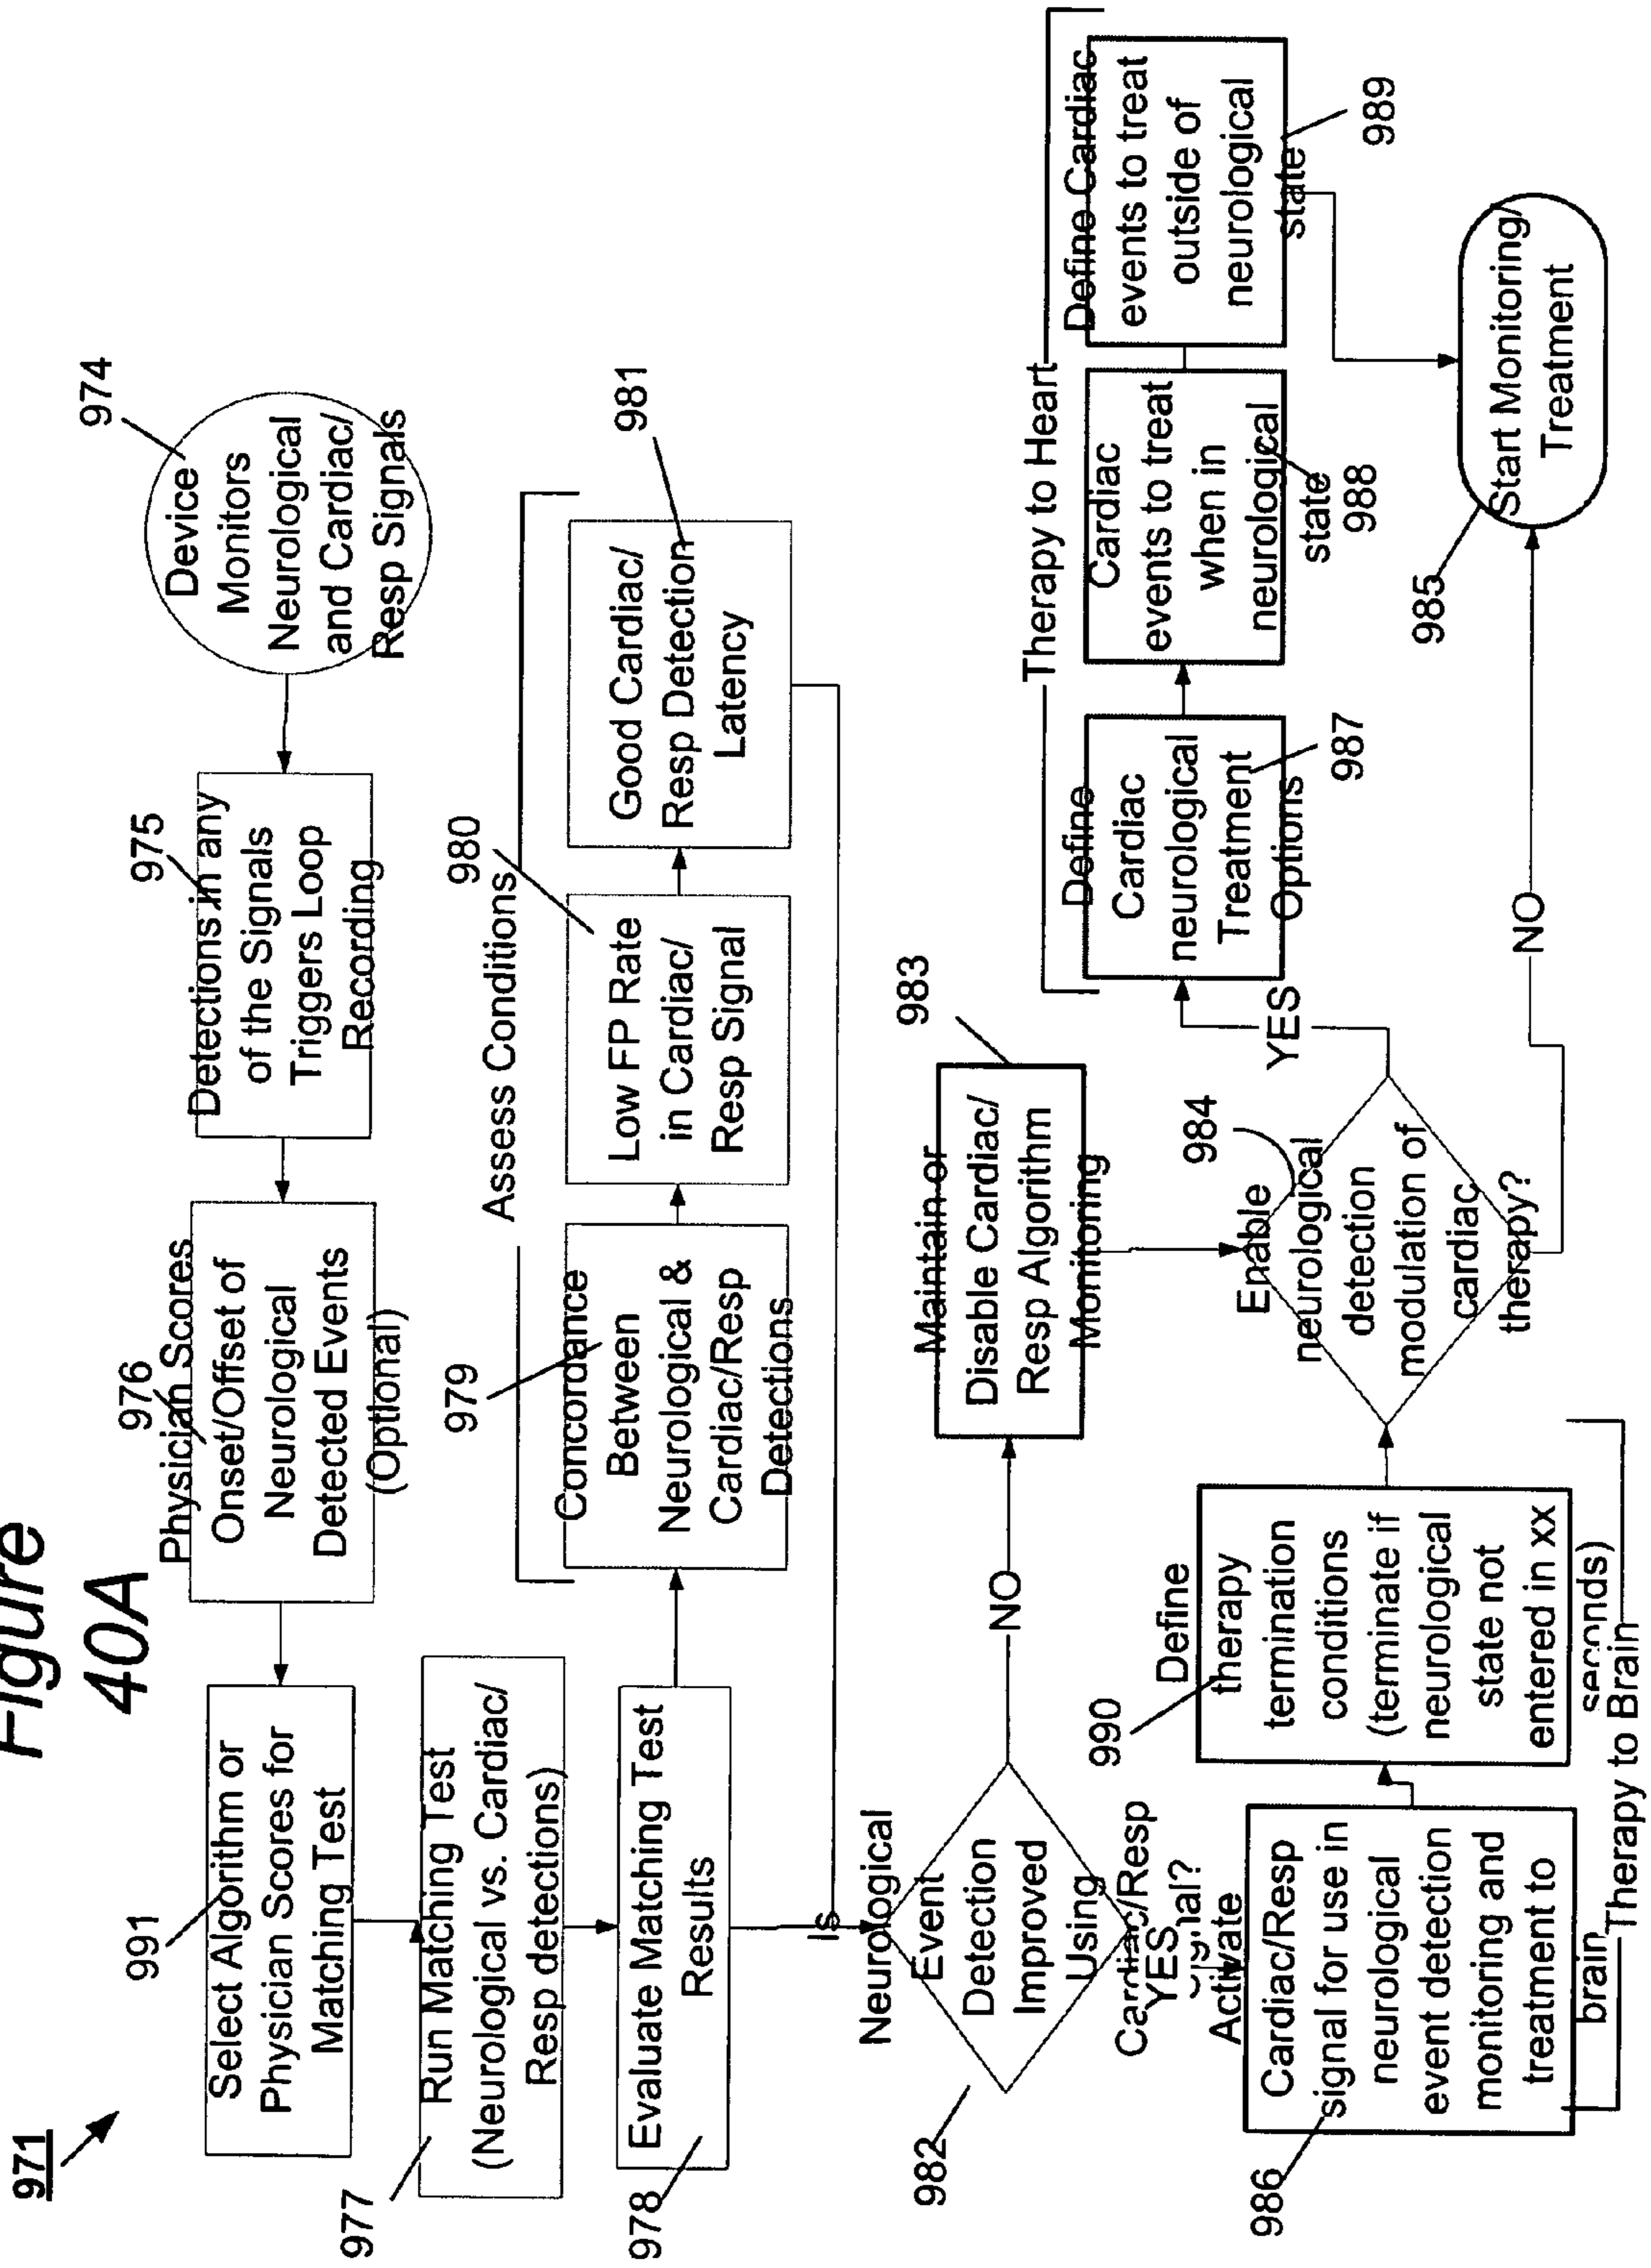 Figure
40A
971
974
Device
Monitors
Neurological
and Cardiac/
Resp Signals
975
Detections in any
of the Signals
Triggers Loop
Recording
976
Physician Scores
Onset/Offset of
Neurological
Detected Events
(Optional)
991
Select Algorithm or
Physician Scores for
Matching Test
977
Run Matching Test
(Neurological vs. Cardiac/
Resp detections)
978
Evaluate Matching Test
Results
Assess Conditions
979
Concordance
Between
Neurological &
Cardiac/Resp
Detections
980
Low FP Rate
in Cardiac/
Resp Signal
981
Good Cardiac/
Resp Detection
Latency
982
Is
Neurological
Event
Detection
Improved
Using
Cardiac/Resp
NO
YES
983
Maintain or
Disable Cardiac/
Resp Algorithm
Monitoring
986
Activate
Cardiac/Resp
signal for use in
neurological
event detection
monitoring and
treatment to
brain
990
Define
therapy
termination
conditions
(terminate if
neurological
state not
entered in xx
seconds)
Therapy to Brain
984
Enable
neurological
detection
modulation of
cardiac
therapy?
YES
NO
Therapy to Heart
987
Define
Cardiac
neurological
Treatment
Options
988
Cardiac
events to treat
when in
neurological
state
989
Define Cardiac
events to treat
outside of
neurological
state
985
Start Monitoring/
Treatment